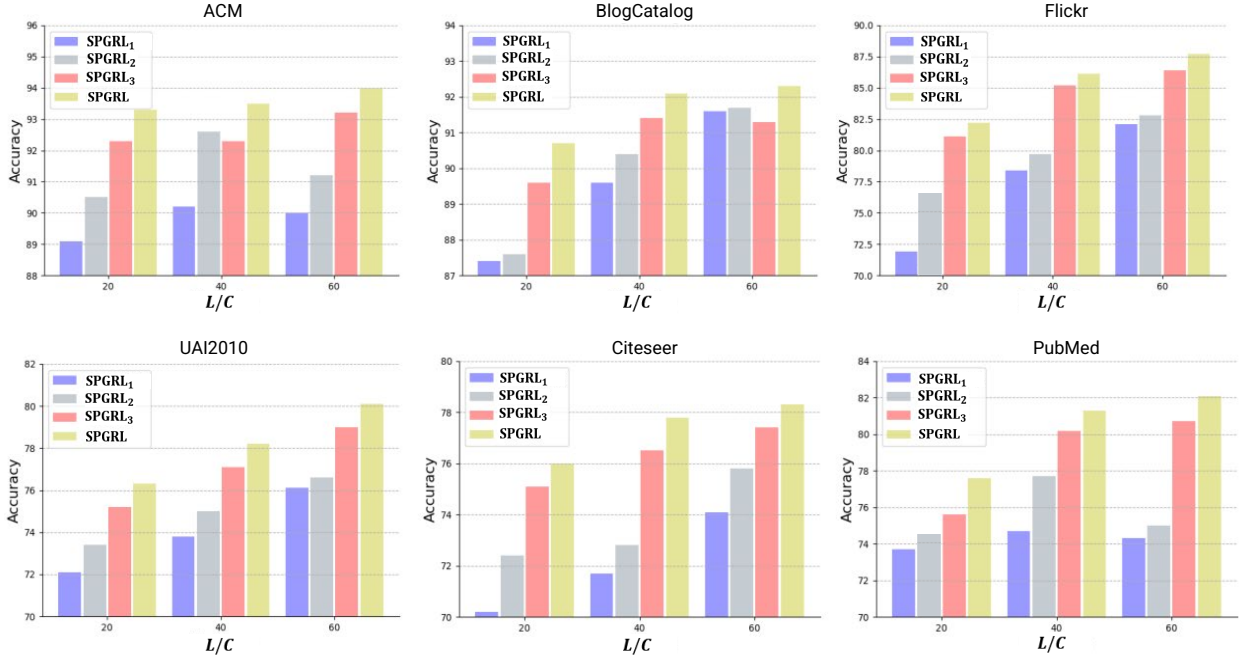 ACM
96
95
94
93
92
91
90
89
88
Accuracy
SPGRL1
SPGRL2
SPGRL3
SPGRL
20
40
60
L/C
BlogCatalog
94
93
92
91
90
89
88
87
Accuracy
SPGRL1
SPGRL2
SPGRL3
SPGRL
20
40
60
L/C
Flickr
87.5
85.0
82.5
80.0
77.5
75.0
72.5
70.0
Accuracy
SPGRL1
SPGRL2
SPGRL3
SPGRL
20
40
60
L/C
UAI2010
82
80
78
76
74
72
70
Accuracy
SPGRL1
SPGRL2
SPGRL3
SPGRL
20
40
60
L/C
Citeseer
80
78
76
74
72
70
Accuracy
SPGRL1
SPGRL2
SPGRL3
SPGRL
20
40
60
L/C
PubMed
84
82
80
78
76
74
72
70
Accuracy
SPGRL1
SPGRL2
SPGRL3
SPGRL
20
40
60
L/C